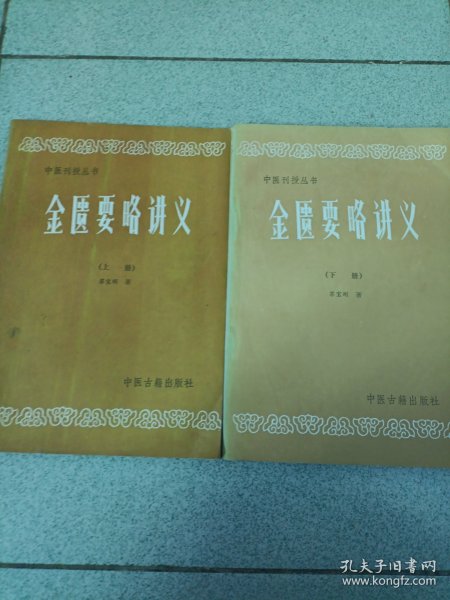 中医刊授丛书
金匮要略讲义
(上 册)
著
中医古籍出版社
中医刊授丛书
金匮要略讲义
(下 册)
著
中医古籍出版社
孔夫子旧书网
www.kongfz.com